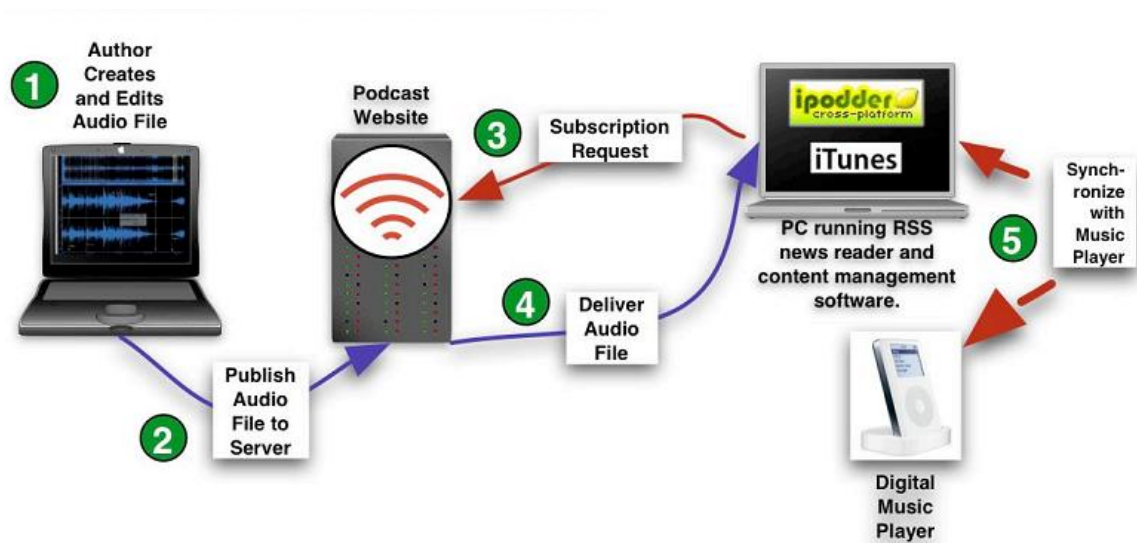 1
Author
Creates
and Edits
Audio File
2
Publish
Audio
File to
Server
Podcast
Website
3
Subscription
Request
4
Deliver
Audio
File
ipodder
cross-platform
iTunes
PC running RSS
news reader and
content management
software.
5
Synch-
ronize
with
Music
Player
Digital
Music
Player